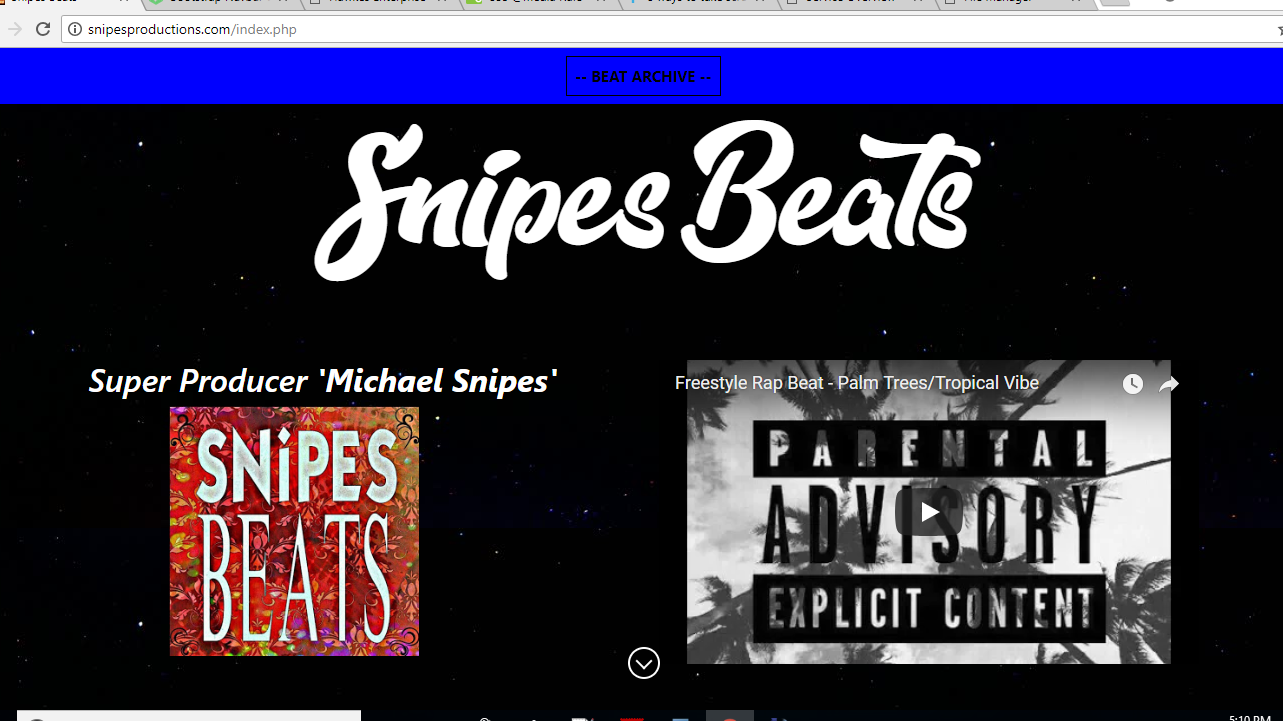 snipesproductions.com/index.php
-- BEAT ARCHIVE --
Snipes Beats
Super Producer 'Michael Snipes'
SNiPES
BEATS
Freestyle Rap Beat - Palm Trees/Tropical Vibe
PARENTAL
ADVISORY
EXPLICIT CONTENT
5:10 PM